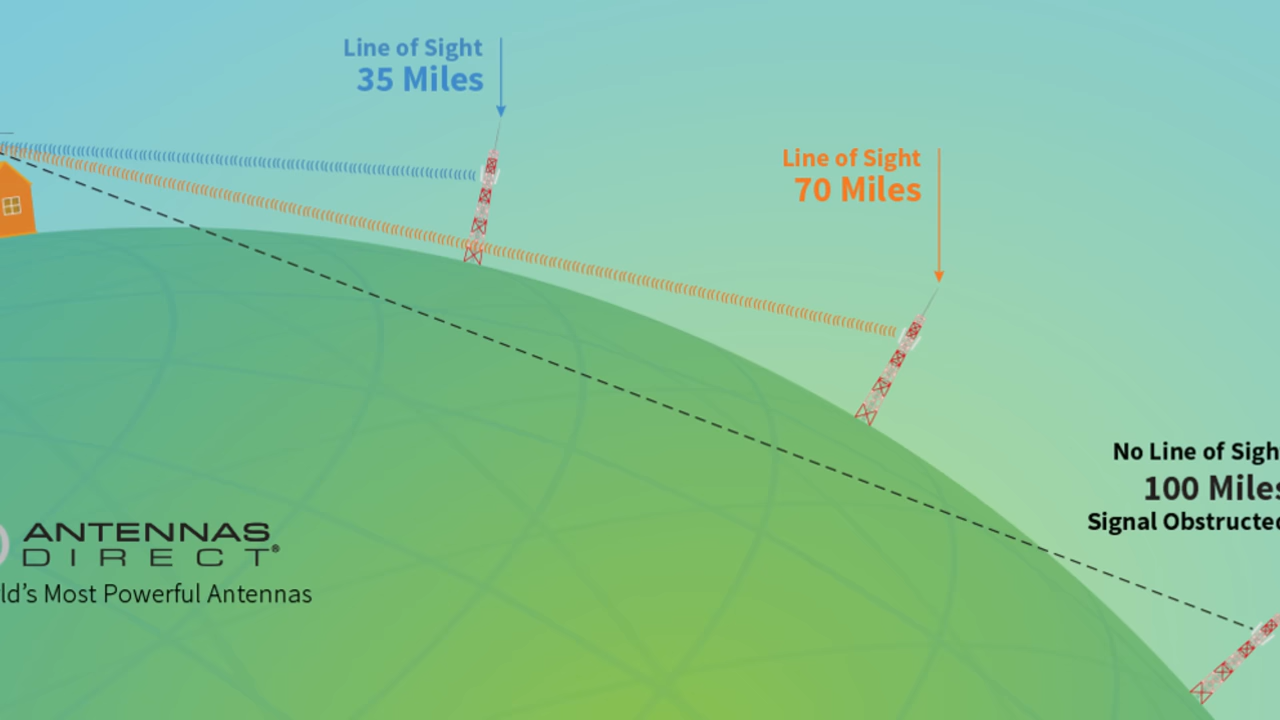 Line of Sight
35 Miles
Line of Sight
70 Miles
No Line of Sigh
100 Miles
Signal Obstructed
ANTENNAS
DIRECT®
ld's Most Powerful Antennas